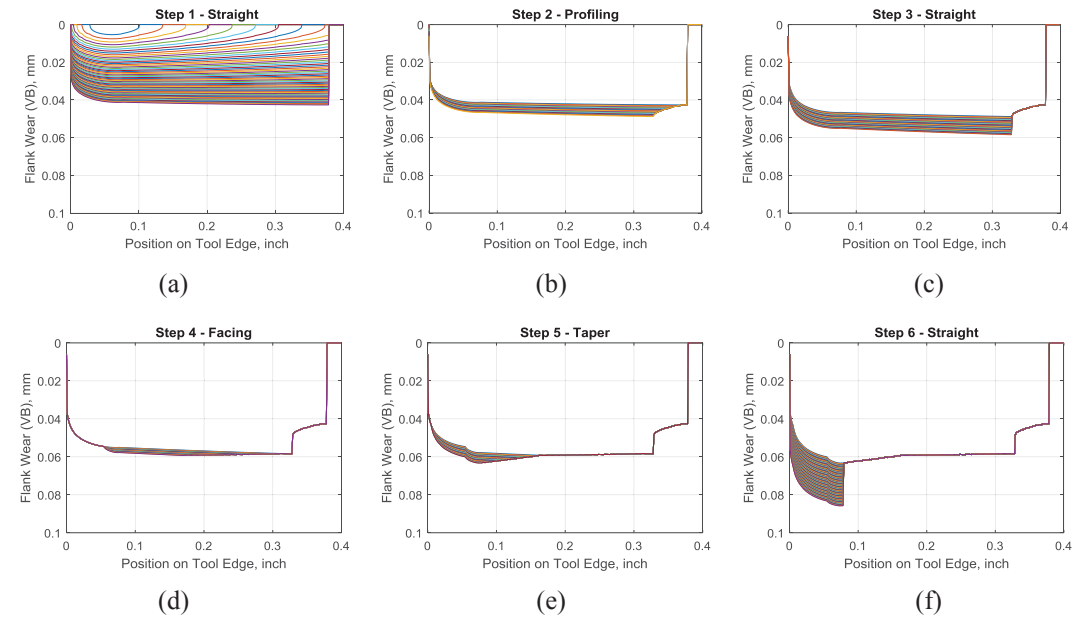 Step 1 - Straight
Flank Wear (VB), mm
0
0.02
0.04
0.06
0.08
0.1
0
0.1
0.2
0.3
0.4
Position on Tool Edge, inch
(a)
Step 2 - Profiling
Flank Wear (VB), mm
0
0.02
0.04
0.06
0.08
0.1
0
0.1
0.2
0.3
0.4
Position on Tool Edge, inch
(b)
Step 3 - Straight
Flank Wear (VB), mm
0
0.02
0.04
0.06
0.08
0.1
0
0.1
0.2
0.3
0.4
Position on Tool Edge, inch
(c)
Step 4 - Facing
Flank Wear (VB), mm
0
0.02
0.04
0.06
0.08
0.1
0
0.1
0.2
0.3
0.4
Position on Tool Edge, inch
(d)
Step 5 - Taper
Flank Wear (VB), mm
0
0.02
0.04
0.06
0.08
0.1
0
0.1
0.2
0.3
0.4
Position on Tool Edge, inch
(e)
Step 6 - Straight
Flank Wear (VB), mm
0
0.02
0.04
0.06
0.08
0.1
0
0.1
0.2
0.3
0.4
Position on Tool Edge, inch
(f)